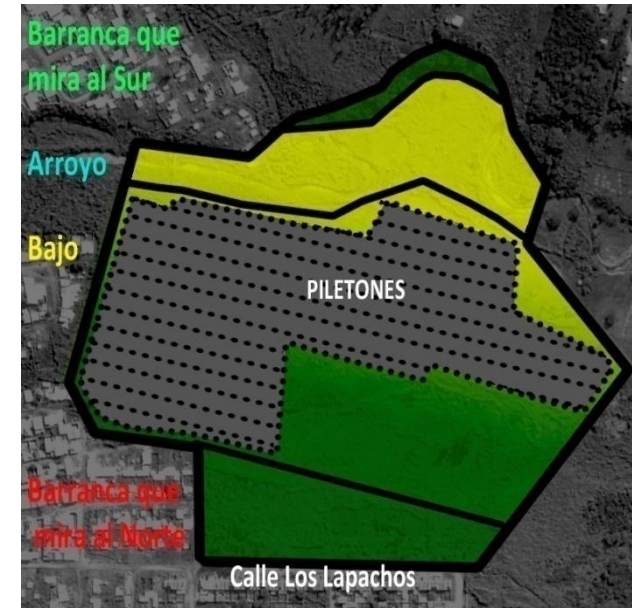 Barranca que
mira al Sur
Arroyo
Bajo
PILETONES
Barranca que
mira al Norte
Calle Los Lapachos